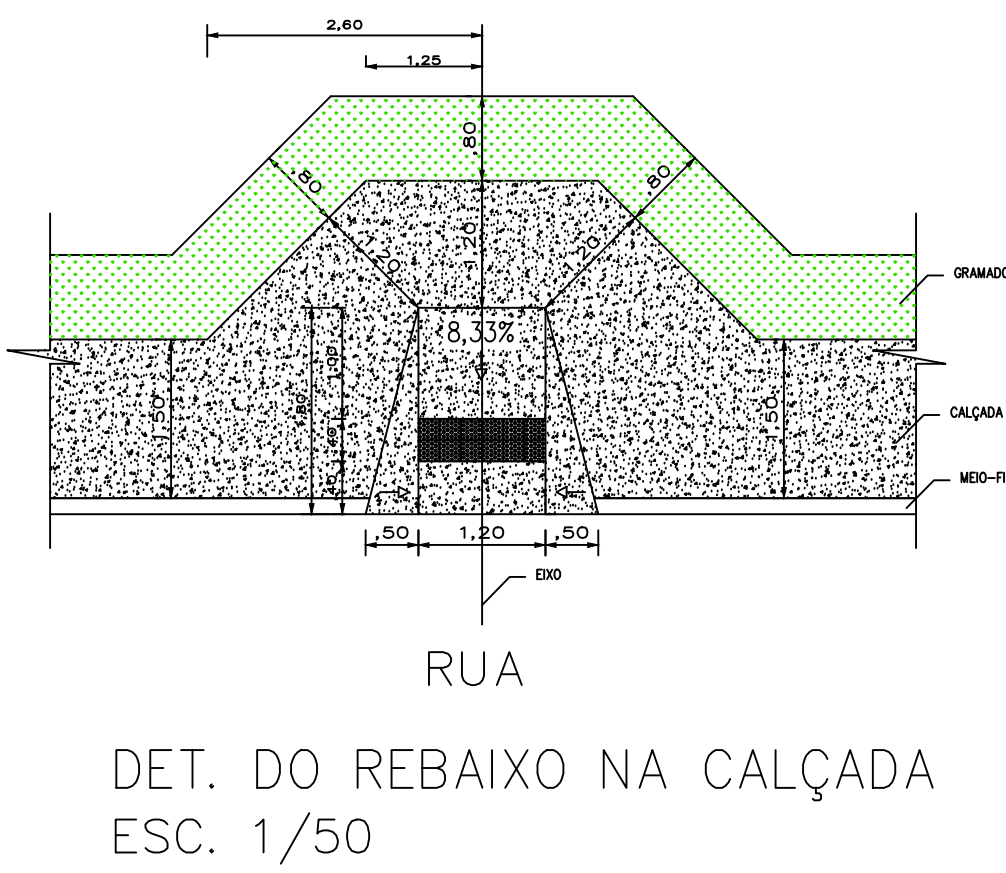 2,60
1,25
,80
,80
,80
1,20
1,20
1,20
GRAMADO
8,33%
1,00
1,50
1,50
,40
,40
CALÇADA
MEIO-FI
,50
1,20
,50
EIXO
RUA
DET. DO REBAIXO NA CALÇADA
ESC. 1/50